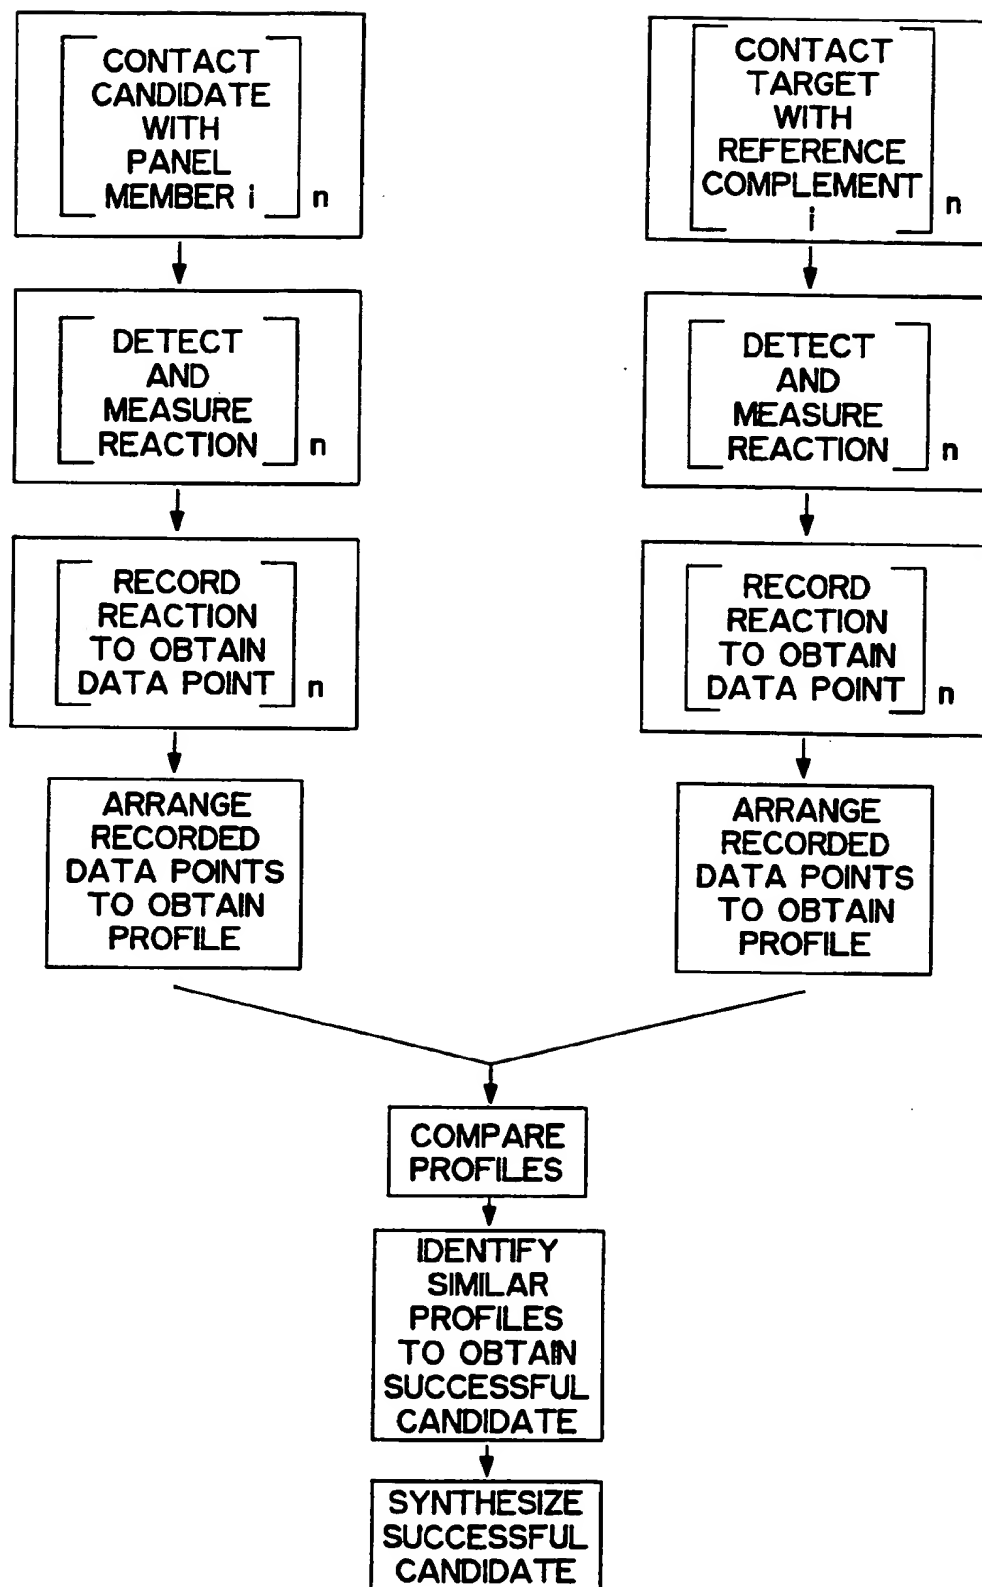 CONTACT
CANDIDATE
WITH
PANEL
MEMBER i
n
DETECT
AND
MEASURE
REACTION
n
RECORD
REACTION
TO OBTAIN
DATA POINT
n
ARRANGE
RECORDED
DATA POINTS
TO OBTAIN
PROFILE
CONTACT
TARGET
WITH
REFERENCE
COMPLEMENT
i
n
DETECT
AND
MEASURE
REACTION
n
RECORD
REACTION
TO OBTAIN
DATA POINT
n
ARRANGE
RECORDED
DATA POINTS
TO OBTAIN
PROFILE
COMPARE
PROFILES
IDENTIFY
SIMILAR
PROFILES
TO OBTAIN
SUCCESSFUL
CANDIDATE
SYNTHESIZE
SUCCESSFUL
CANDIDATE